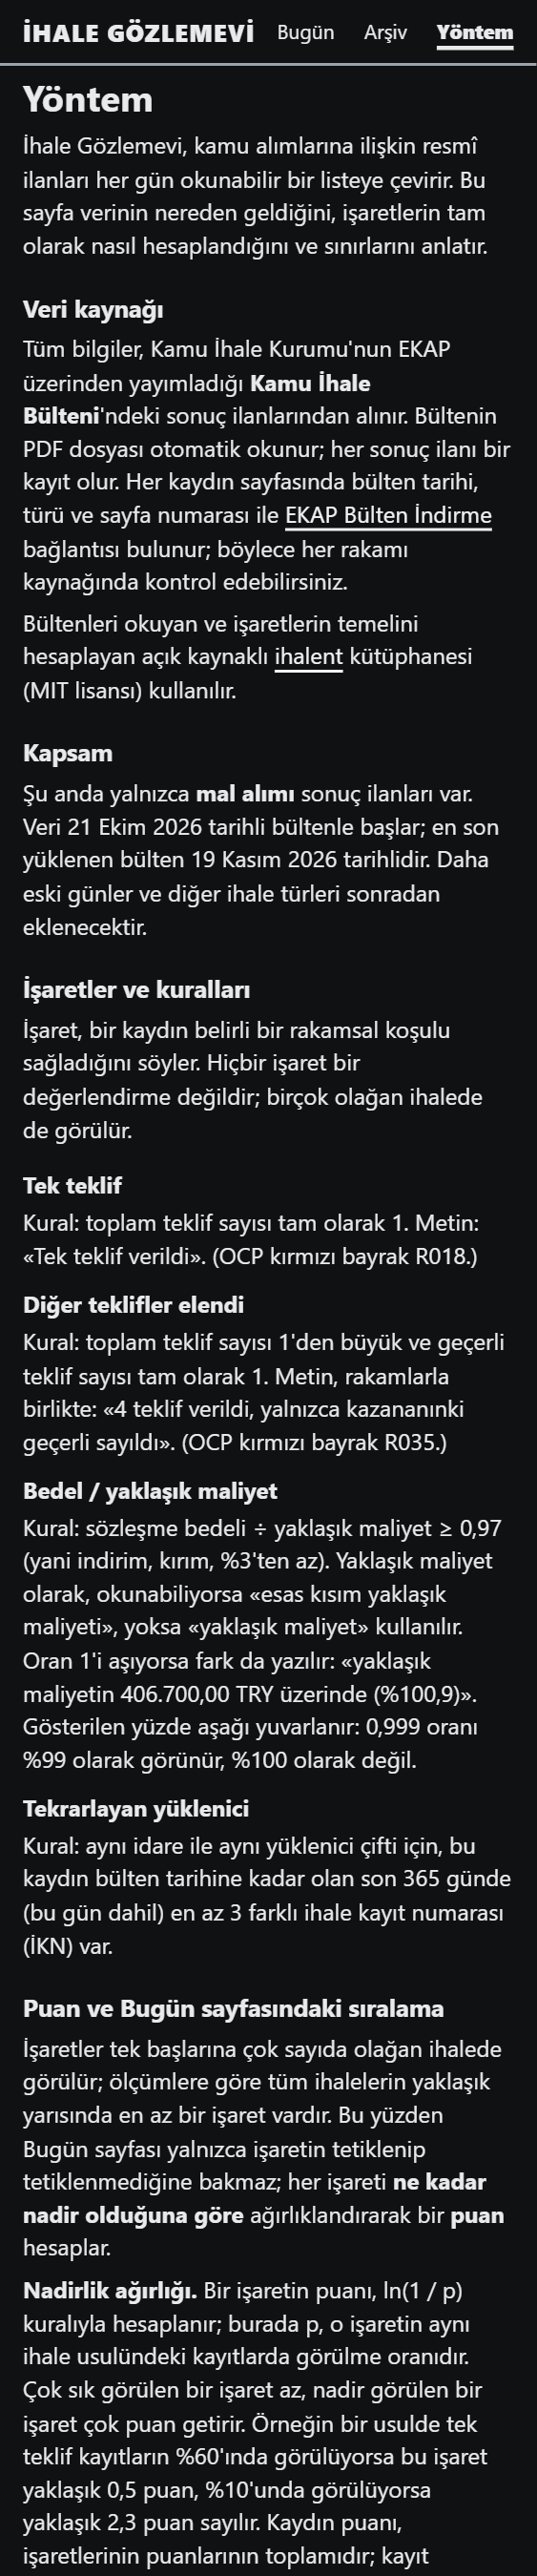 İHALE GÖZLEMEVİ Bugün Arşiv Yöntem
Yöntem
İhale Gözlemevi, kamu alımlarına ilişkin resmî
ilanları her gün okunabilir bir listeye çevirir. Bu
sayfa verinin nereden geldiğini, işaretlerin tam
olarak nasıl hesaplandığını ve sınırlarını anlatır.
Veri kaynağı
Tüm bilgiler, Kamu İhale Kurumu'nun EKAP
üzerinden yayımladığı Kamu İhale
Bülteni'ndeki sonuç ilanlarından alınır. Bültenin
PDF dosyası otomatik okunur; her sonuç ilanı bir
kayıt olur. Her kaydın sayfasında bülten tarihi,
türü ve sayfa numarası ile EKAP Bülten İndirme
bağlantısı bulunur; böylece her rakamı
kaynağında kontrol edebilirsiniz.
Bültenleri okuyan ve işaretlerin temelini
hesaplayan açık kaynaklı ihalent kütüphanesi
(MIT lisansı) kullanılır.
Kapsam
Şu anda yalnızca mal alımı sonuç ilanları var.
Veri 21 Ekim 2026 tarihli bültenle başlar; en son
yüklenen bülten 19 Kasım 2026 tarihlidir. Daha
eski günler ve diğer ihale türleri sonradan
eklenecektir.
İşaretler ve kuralları
İşaret, bir kaydın belirli bir rakamsal koşulu
sağladığını söyler. Hiçbir işaret bir
değerlendirme değildir; birçok olağan ihalede
de görülür.
Tek teklif
Kural: toplam teklif sayısı tam olarak 1. Metin:
«Tek teklif verildi». (OCP kırmızı bayrak R018.)
Diğer teklifler elendi
Kural: toplam teklif sayısı 1'den büyük ve geçerli
teklif sayısı tam olarak 1. Metin, rakamlarla
birlikte: «4 teklif verildi, yalnızca kazananınki
geçerli sayıldı». (OCP kırmızı bayrak R035.)
Bedel / yaklaşık maliyet
Kural: sözleşme bedeli ÷ yaklaşık maliyet ≥ 0,97
(yani indirim, kırım, %3'ten az). Yaklaşık maliyet
olarak, okunabiliyorsa «esas kısım yaklaşık
maliyeti», yoksa «yaklaşık maliyet» kullanılır.
Oran 1'i aşıyorsa fark da yazılır: «yaklaşık
maliyetin 406.700,00 TRY üzerinde (%100,9)».
Gösterilen yüzde aşağı yuvarlanır: 0,999 oranı
%99 olarak görünür, %100 olarak değil.
Tekrarlayan yüklenici
Kural: aynı idare ile aynı yüklenici çifti için, bu
kaydın bülten tarihine kadar olan son 365 günde
(bu gün dahil) en az 3 farklı ihale kayıt numarası
(İKN) var.
Puan ve Bugün sayfasındaki sıralama
İşaretler tek başlarına çok sayıda olağan ihalede
görülür; ölçümlere göre tüm ihalelerin yaklaşık
yarısında en az bir işaret vardır. Bu yüzden
Bugün sayfası yalnızca işaretin tetiklenip
tetiklenmediğine bakmaz; her işareti ne kadar
nadir olduğuna göre ağırlıklandırarak bir puan
hesaplar.
Nadirlik ağırlığı. Bir işaretin puanı, ln(1 / p)
kuralıyla hesaplanır; burada p, o işaretin aynı
ihale usulündeki kayıtlarda görülme oranıdır.
Çok sık görülen bir işaret az, nadir görülen bir
işaret çok puan getirir. Örneğin bir usulde tek
teklif kayıtların %60'ında görülüyorsa bu işaret
yaklaşık 0,5 puan, %10'unda görülüyorsa
yaklaşık 2,3 puan sayılır. Kaydın puanı,
işaretlerinin puanlarının toplamıdır; kayıt